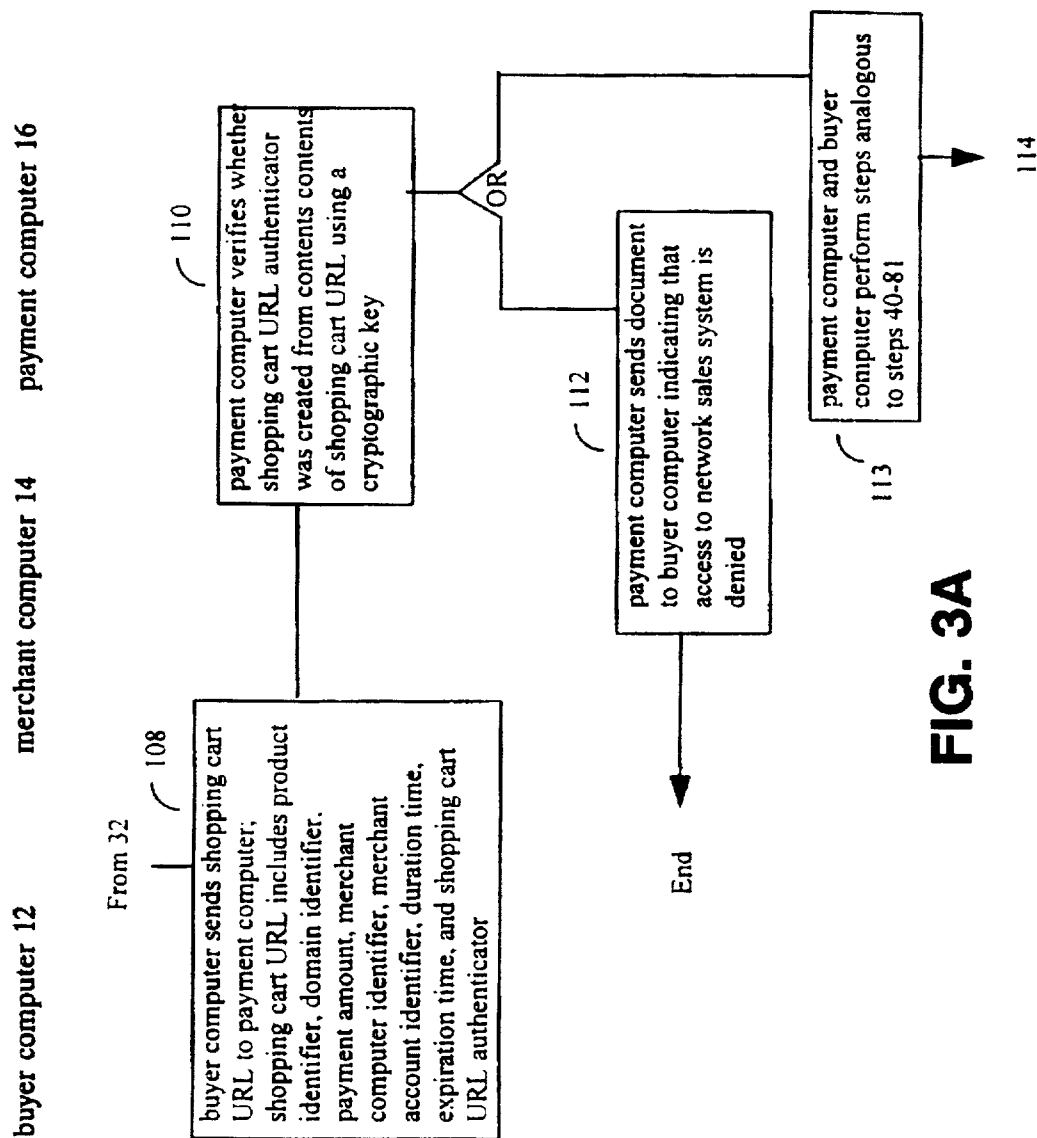 buyer computer 12
merchant computer 14
payment computer 16
From 32
108
buyer computer sends shopping cart
URL to payment computer;
shopping cart URL includes product
identifier, domain identifier.
payment amount, merchant
computer identifier, merchant
account identifier, duration time,
expiration time, and shopping cart
URL authenticator
110
payment computer verifies whether
shopping cart URL authenticator
was created from contents contents
of shopping cart URL using a
cryptographic key
OR
112
payment computer sends document
to buyer computer indicating that
access to network sales system is
denied
End
113
payment computer and buyer
computer perform steps analogous
to steps 40-81
114
FIG. 3A